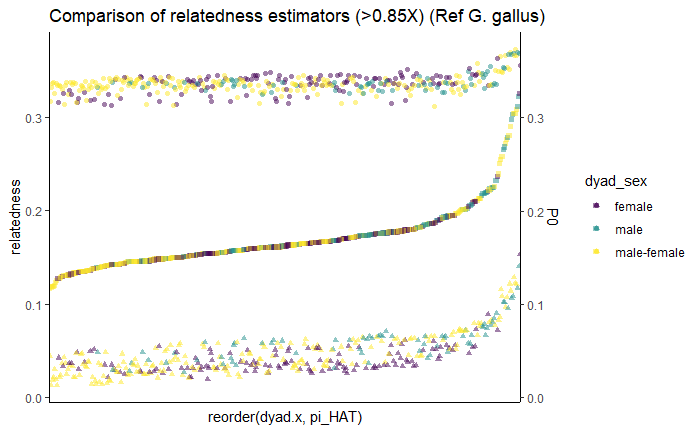 Comparison of relatedness estimators (>0.85X) (Ref G. gallus)
relatedness
0.3
0.2
0.1
0.0
0.3
0.2
0.1
0.0
P0
reorder(dyad.x, pi_HAT)
dyad_sex
female
male
male-female